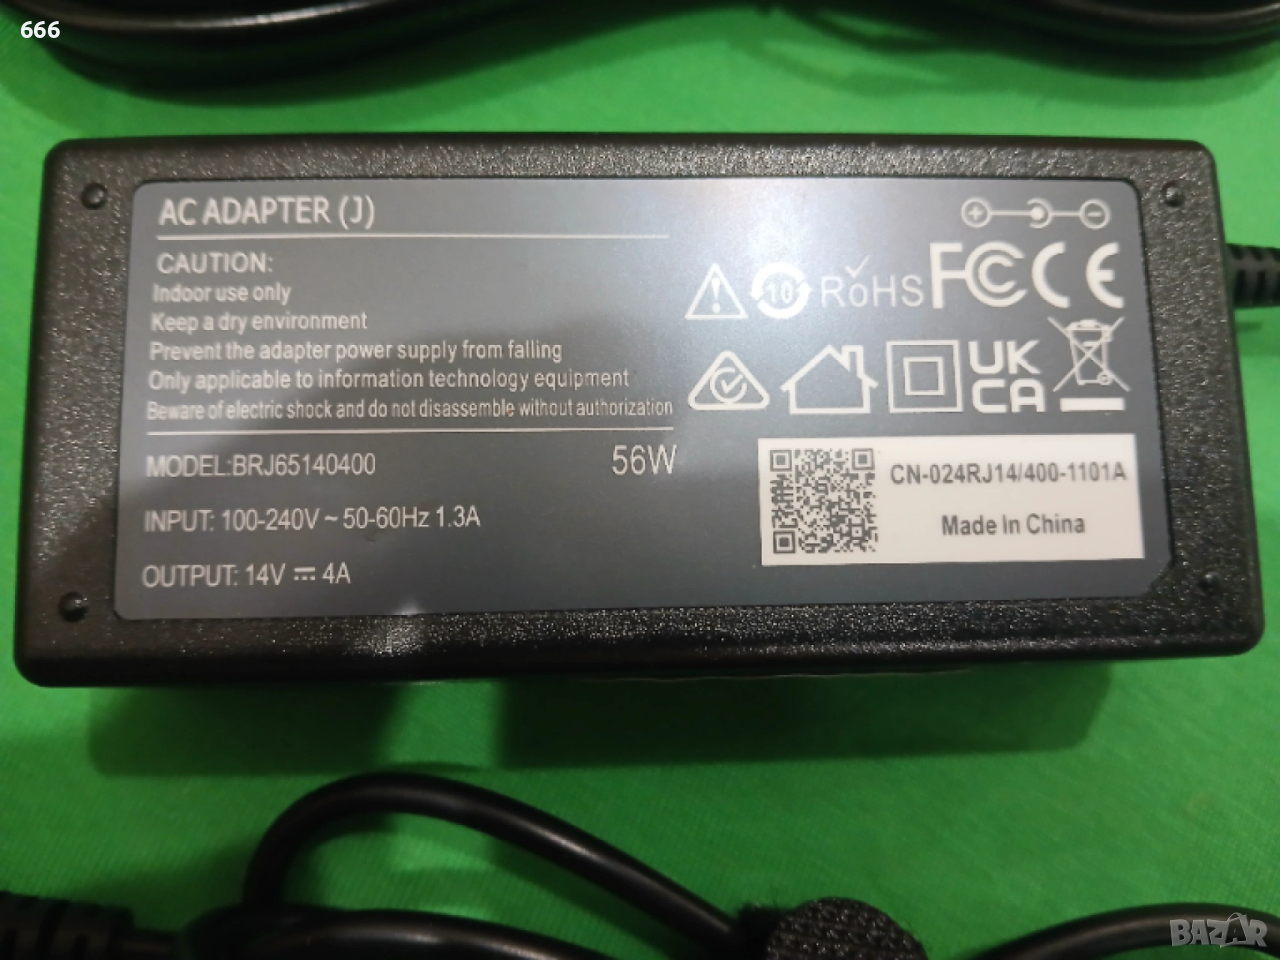 666
AC ADAPTER (J)
CAUTION:
Indoor use only
Keep a dry environment
Prevent the adapter power supply from falling
Only applicable to information technology equipment
Beware of electric shock and do not disassemble without authorization
10 RoHS FC CE
UK
CA
MODEL:BRJ65140400 56W
INPUT: 100-240V ~ 50-60Hz 1.3A
OUTPUT: 14V ⎓ 4A
CN-024RJ14/400-1101A
Made In China
BAZAR